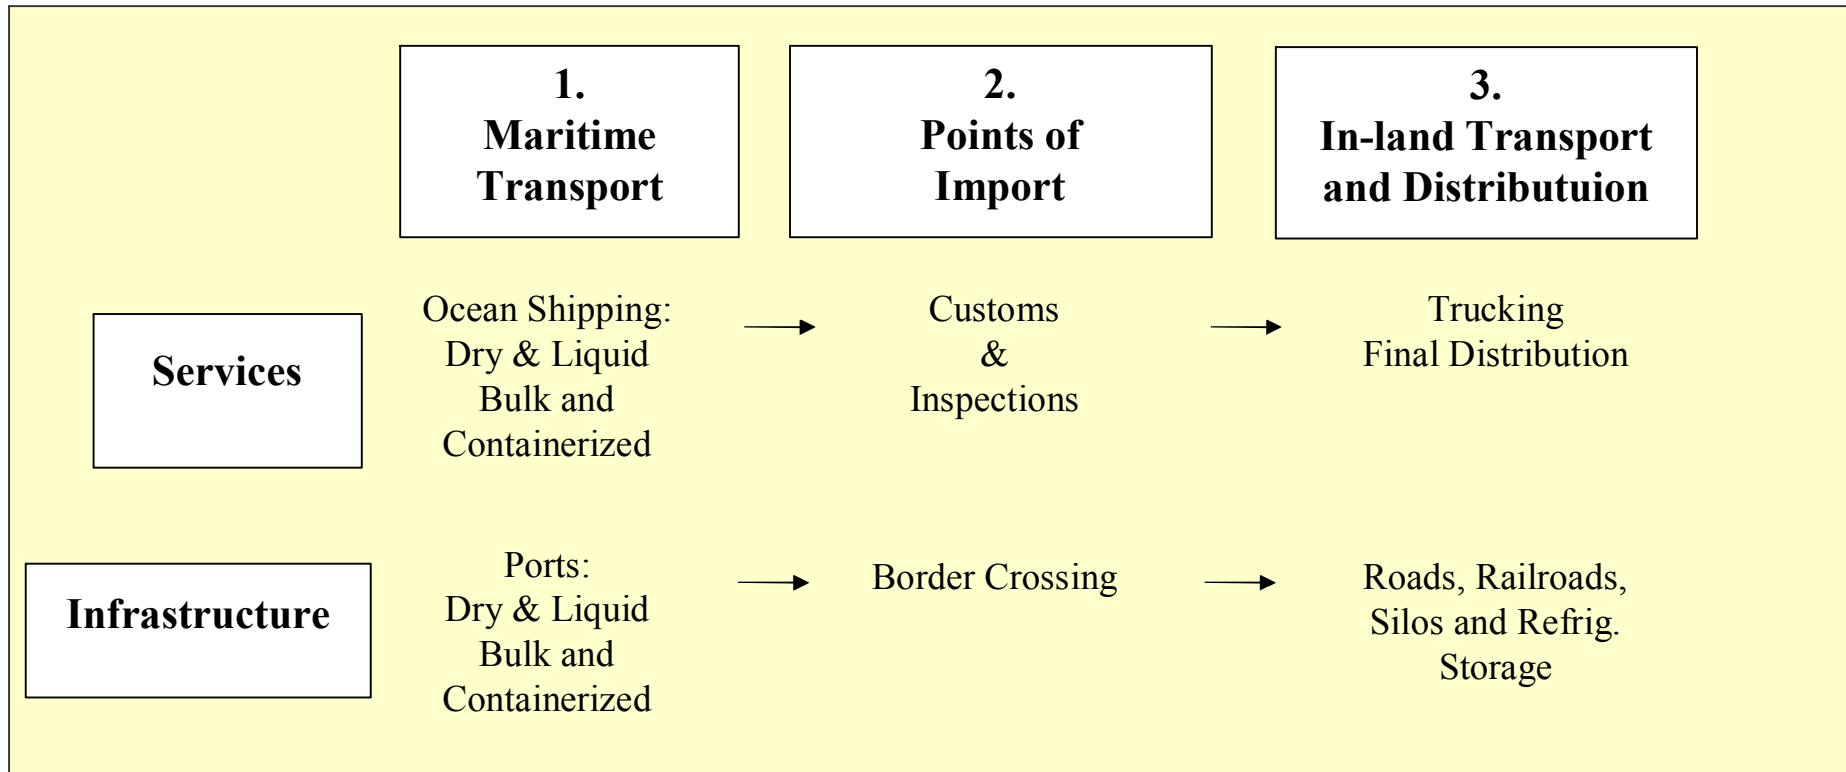 1.
Maritime
Transport
2.
Points of
Import
3.
In-land Transport
and Distributuion
Services
Ocean Shipping:
Dry & Liquid
Bulk and
Containerized
Customs
&
Inspections
Trucking
Final Distribution
Infrastructure
Ports:
Dry & Liquid
Bulk and
Containerized
Border Crossing
Roads, Railroads,
Silos and Refrig.
Storage